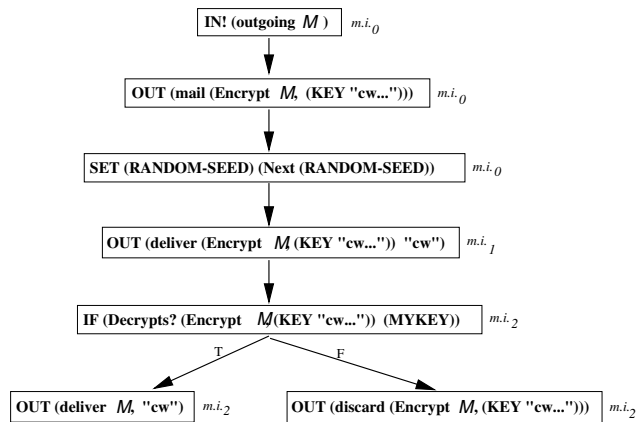 IN! (outgoing M ) m.i.0
OUT (mail (Encrypt M, (KEY "cw..."))) m.i.0
SET (RANDOM-SEED) (Next (RANDOM-SEED)) m.i.0
OUT (deliver (Encrypt M, (KEY "cw...")) "cw") m.i.1
IF (Decrypts? (Encrypt M, (KEY "cw...")) (MYKEY)) m.i.2
T F
OUT (deliver M, "cw") m.i.2 OUT (discard (Encrypt M, (KEY "cw..."))) m.i.2